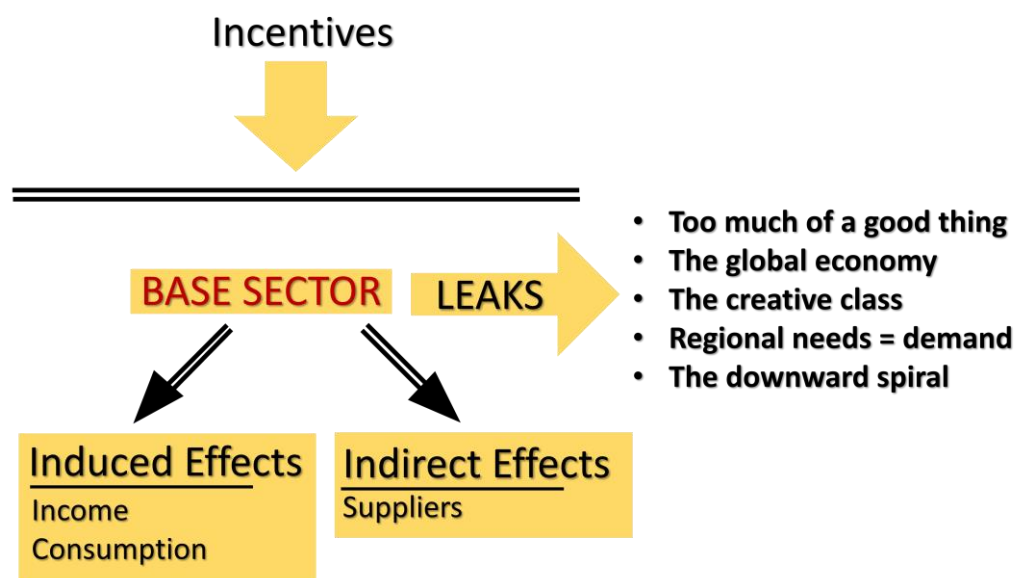 Incentives
BASE SECTOR
LEAKS
• Too much of a good thing
• The global economy
• The creative class
• Regional needs = demand
• The downward spiral
Induced Effects
Income
Consumption
Indirect Effects
Suppliers